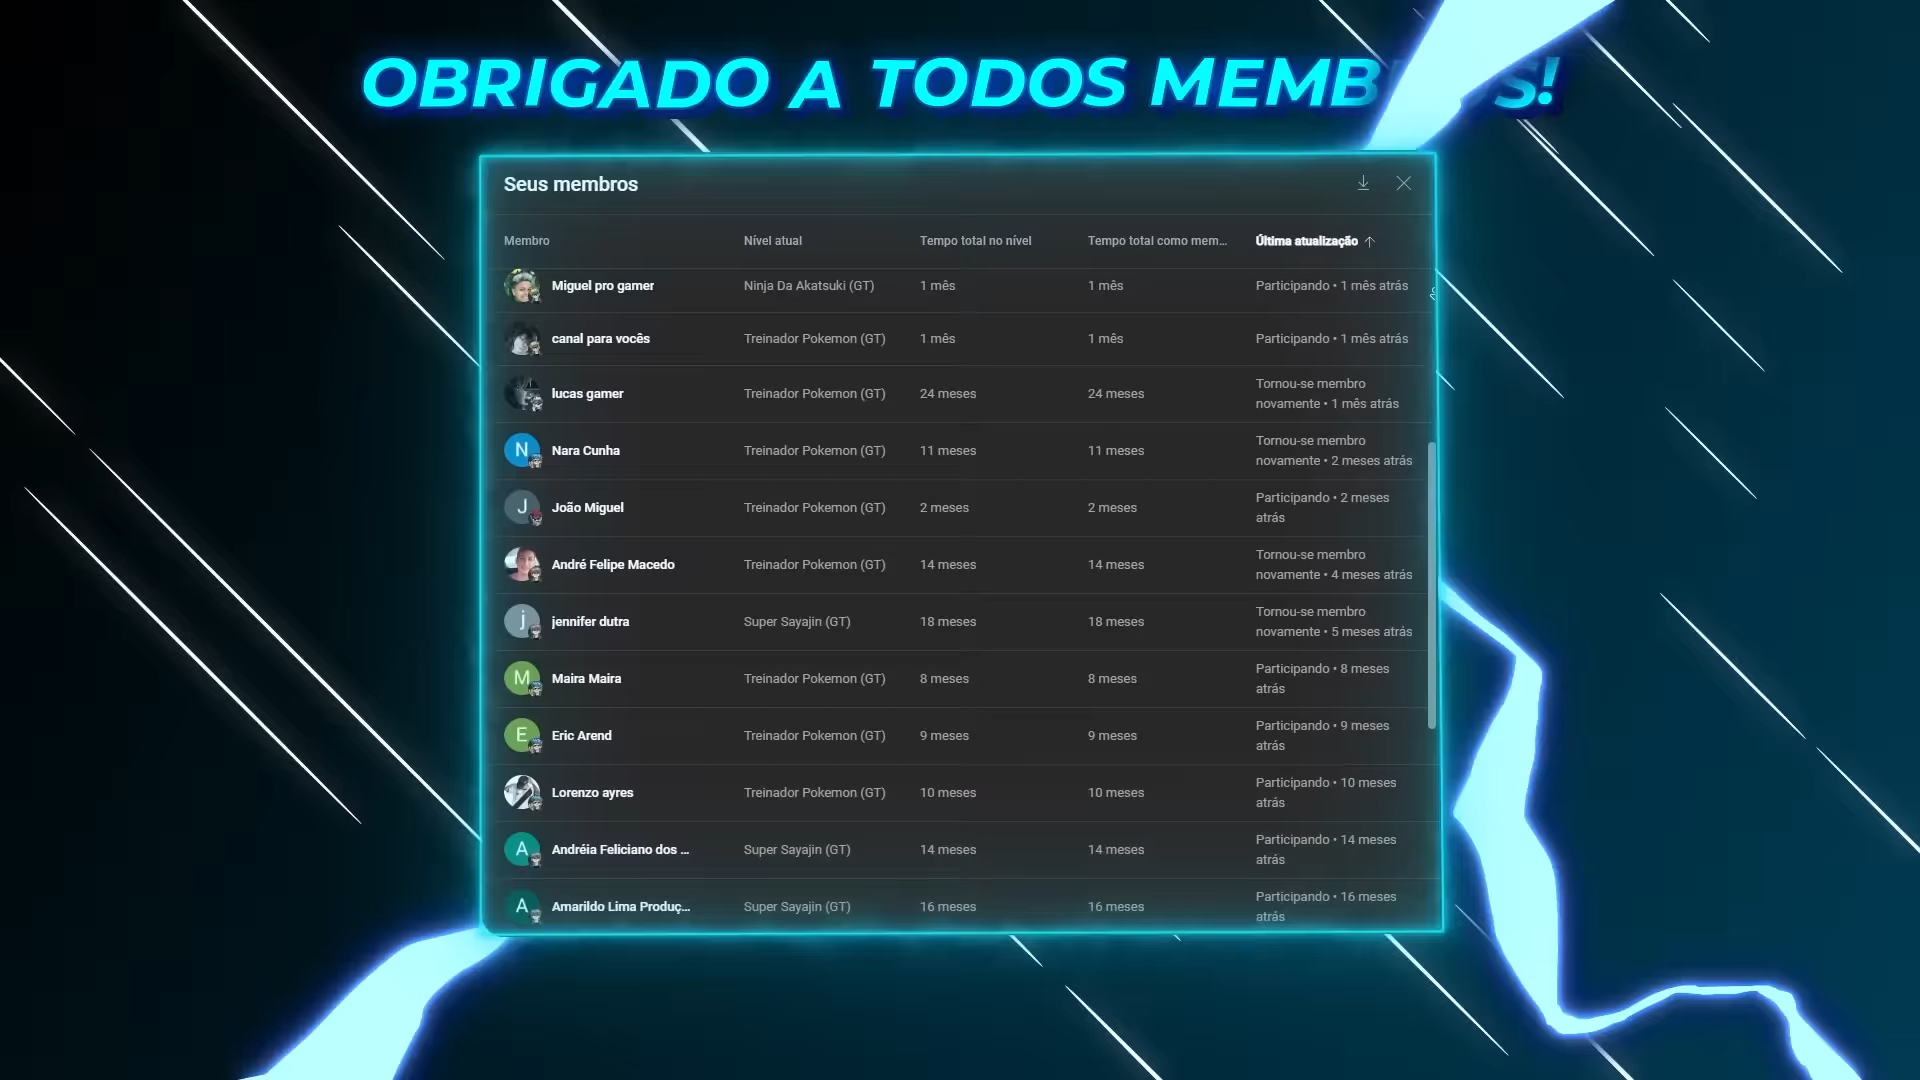 OBRIGADO A TODOS MEMB S!
Seus membros
Membro Nível atual Tempo total no nível Tempo total como mem... Última atualização
Miguel pro gamer Ninja Da Akatsuki (GT) 1 mês 1 mês Participando • 1 mês atrás
canal para vocês Treinador Pokemon (GT) 1 mês 1 mês Participando • 1 mês atrás
lucas gamer Treinador Pokemon (GT) 24 meses 24 meses Tornou-se membro
novamente • 1 mês atrás
N Nara Cunha Treinador Pokemon (GT) 11 meses 11 meses Tornou-se membro
novamente • 2 meses atrás
J João Miguel Treinador Pokemon (GT) 2 meses 2 meses Participando • 2 meses
atrás
André Felipe Macedo Treinador Pokemon (GT) 14 meses 14 meses Tornou-se membro
novamente • 4 meses atrás
j jennifer dutra Super Sayajin (GT) 18 meses 18 meses Tornou-se membro
novamente • 5 meses atrás
M Maira Maira Treinador Pokemon (GT) 8 meses 8 meses Participando • 8 meses
atrás
E Eric Arend Treinador Pokemon (GT) 9 meses 9 meses Participando • 9 meses
atrás
Lorenzo ayres Treinador Pokemon (GT) 10 meses 10 meses Participando • 10 meses
atrás
A Andréia Feliciano dos ... Super Sayajin (GT) 14 meses 14 meses Participando • 14 meses
atrás
A Amarildo Lima Produç... Super Sayajin (GT) 16 meses 16 meses Participando • 16 meses
atrás